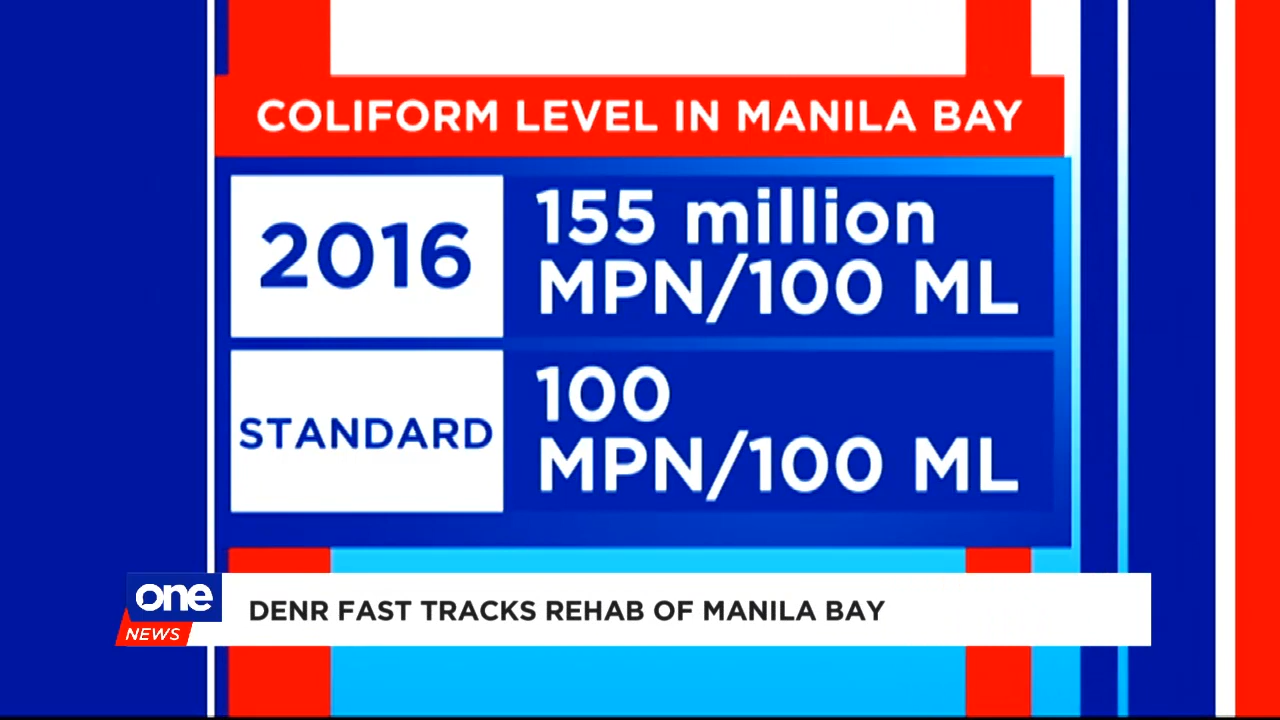 COLIFORM LEVEL IN MANILA BAY
2016
155 million
MPN/100 ML
STANDARD
100
MPN/100 ML
one
NEWS
DENR FAST TRACKS REHAB OF MANILA BAY